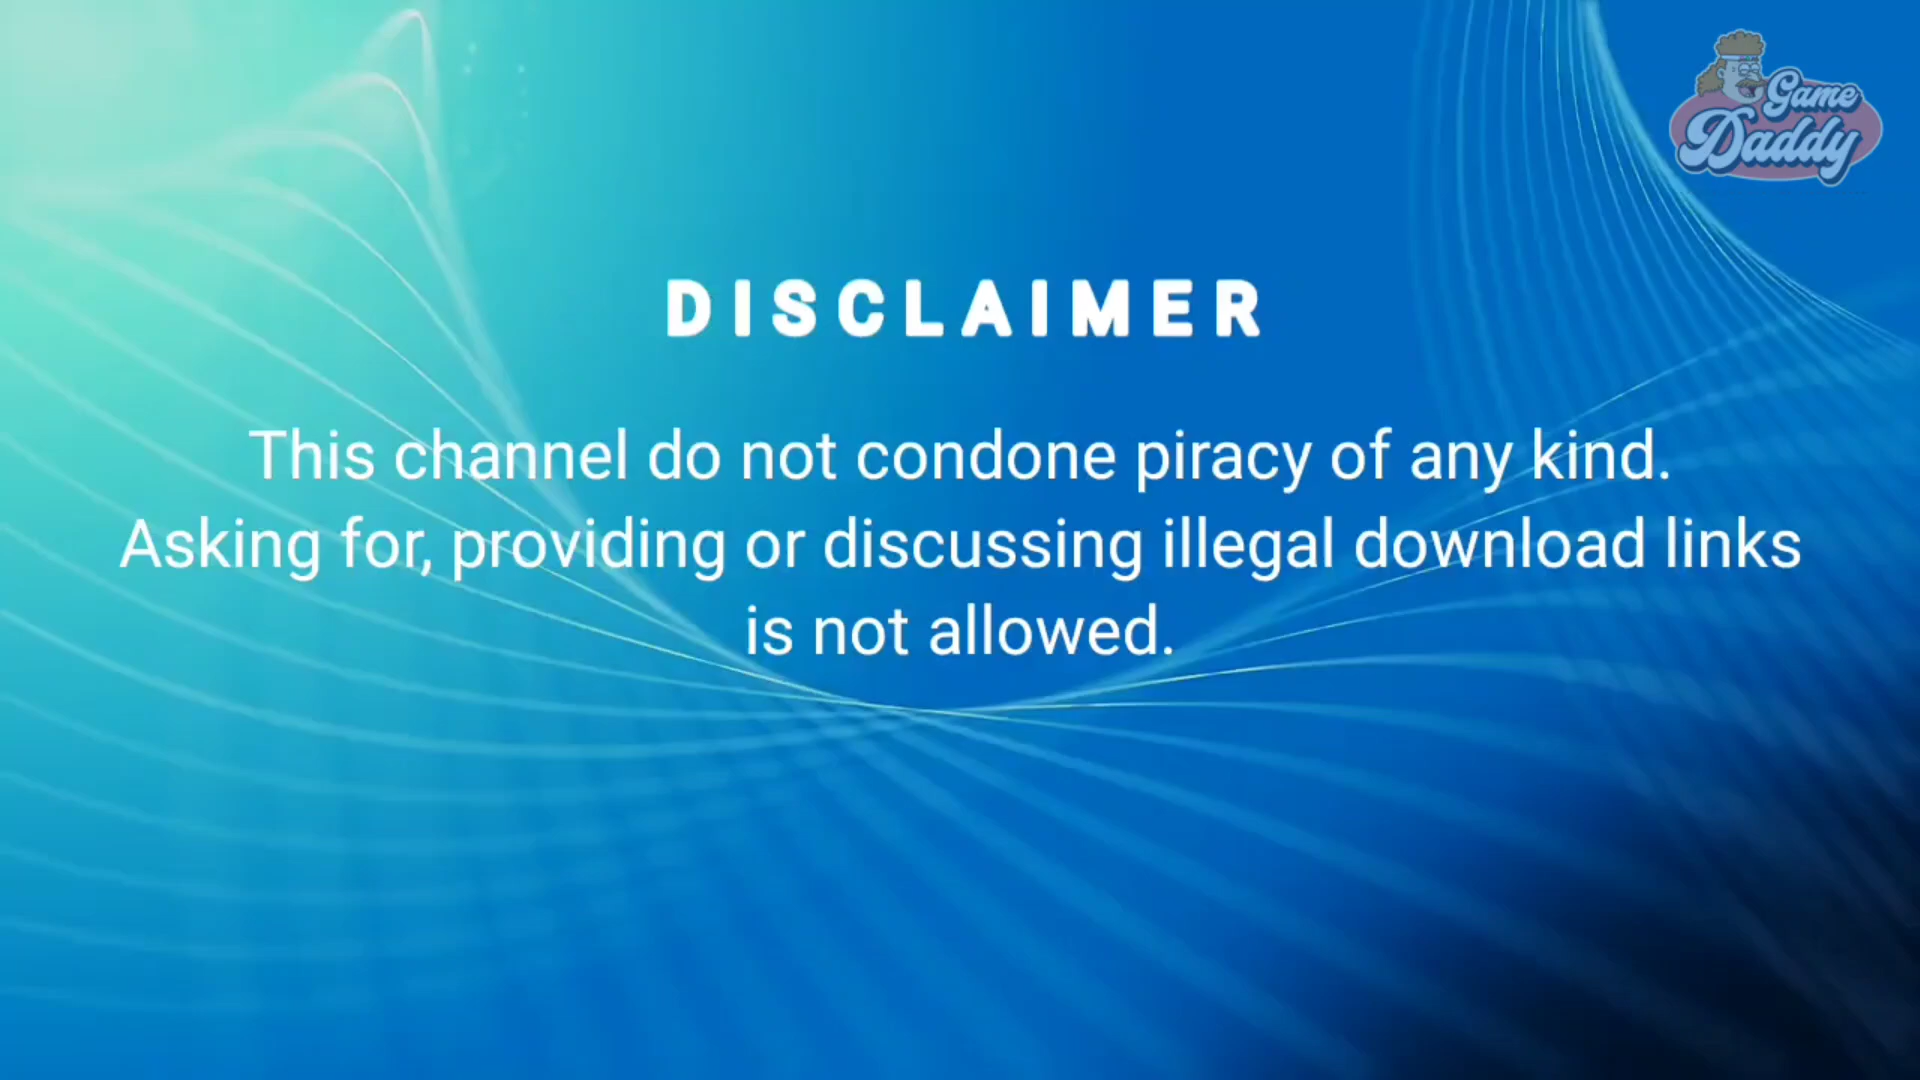 Game
Daddy
DISCLAIMER
This channel do not condone piracy of any kind.
Asking for, providing or discussing illegal download links
is not allowed.